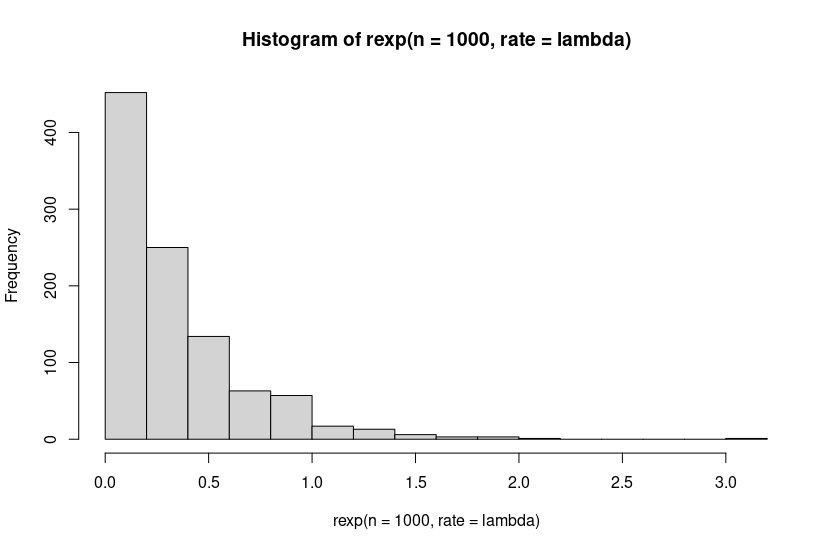 Histogram of rexp(n = 1000, rate = lambda)
Frequency
400
300
200
100
0
0.0 0.5 1.0 1.5 2.0 2.5 3.0
rexp(n = 1000, rate = lambda)